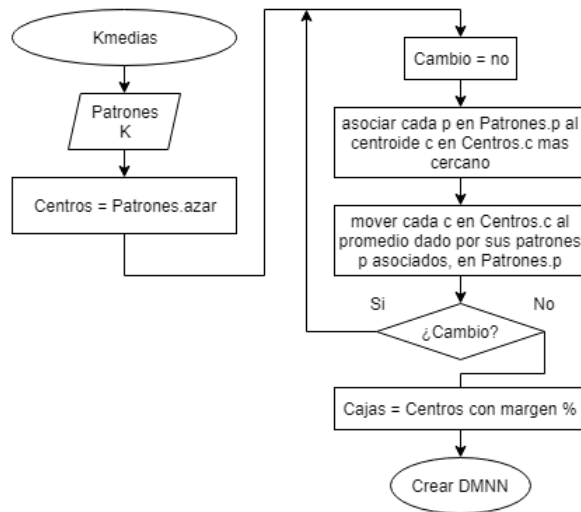 Kmedias
Patrones
K
Centros = Patrones.azar
Cambio = no
asociar cada p en Patrones.p al
centroide c en Centros.c mas
cercano
mover cada c en Centros.c al
promedio dado por sus patrones
p asociados, en Patrones.p
Si
No
¿Cambio?
Cajas = Centros con margen %
Crear DMNN